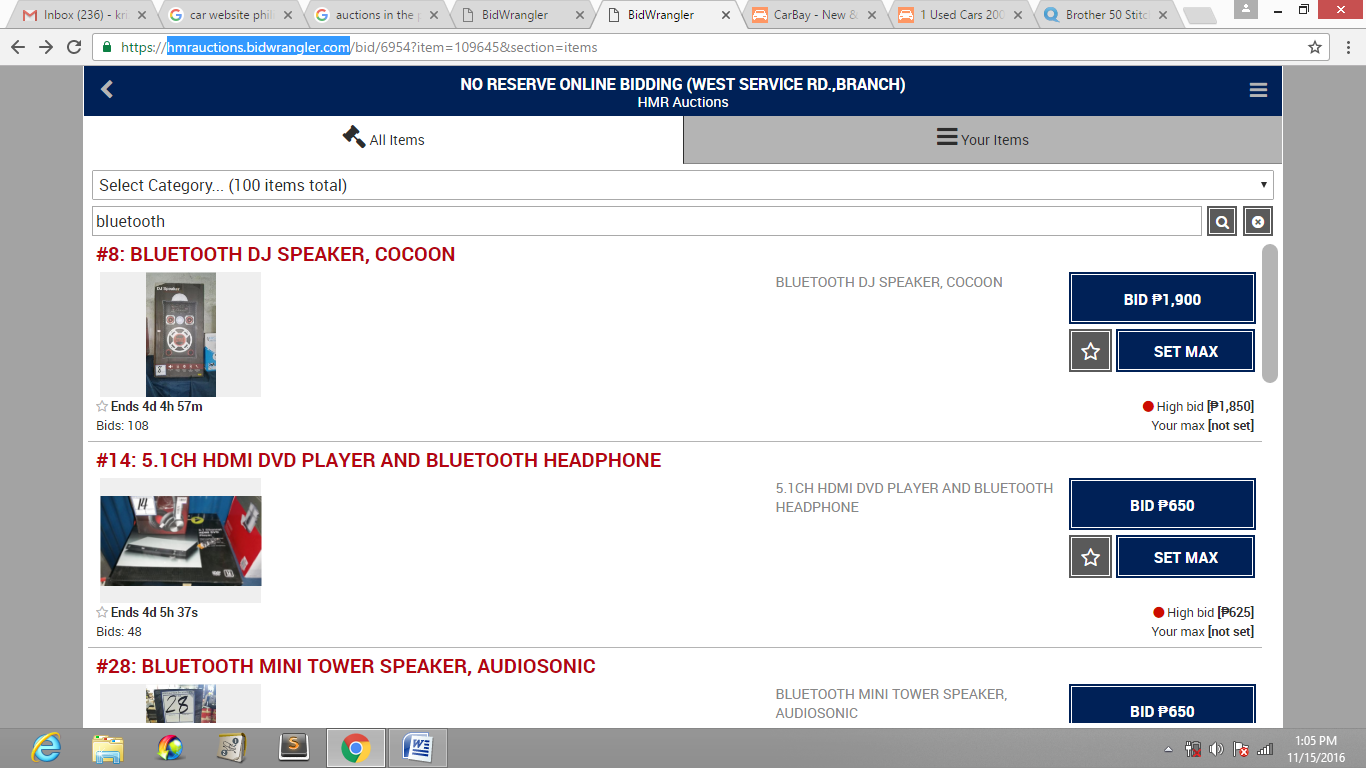 Inbox (236) - kr
car website phil
auctions in the p
BidWrangler
BidWrangler
CarBay - New &
1 Used Cars 200
Brother 50 Stitc
https://hmrauctions.bidwrangler.com/bid/6954?item=109645&section=items
NO RESERVE ONLINE BIDDING (WEST SERVICE RD.,BRANCH)
HMR Auctions
All Items
Your Items
Select Category... (100 items total)
bluetooth
#8: BLUETOOTH DJ SPEAKER, COCOON
DJ Speaker
8
BLUETOOTH DJ SPEAKER, COCOON
BID ₱1,900
SET MAX
Ends 4d 4h 57m
High bid [₱1,850]
Bids: 108
Your max [not set]
#14: 5.1CH HDMI DVD PLAYER AND BLUETOOTH HEADPHONE
14
5.1CH HDMI DVD PLAYER AND BLUETOOTH
HEADPHONE
BID ₱650
SET MAX
Ends 4d 5h 37s
High bid [₱625]
Bids: 48
Your max [not set]
#28: BLUETOOTH MINI TOWER SPEAKER, AUDIOSONIC
28
BLUETOOTH MINI TOWER SPEAKER,
AUDIOSONIC
BID ₱650
1:05 PM
11/15/2016